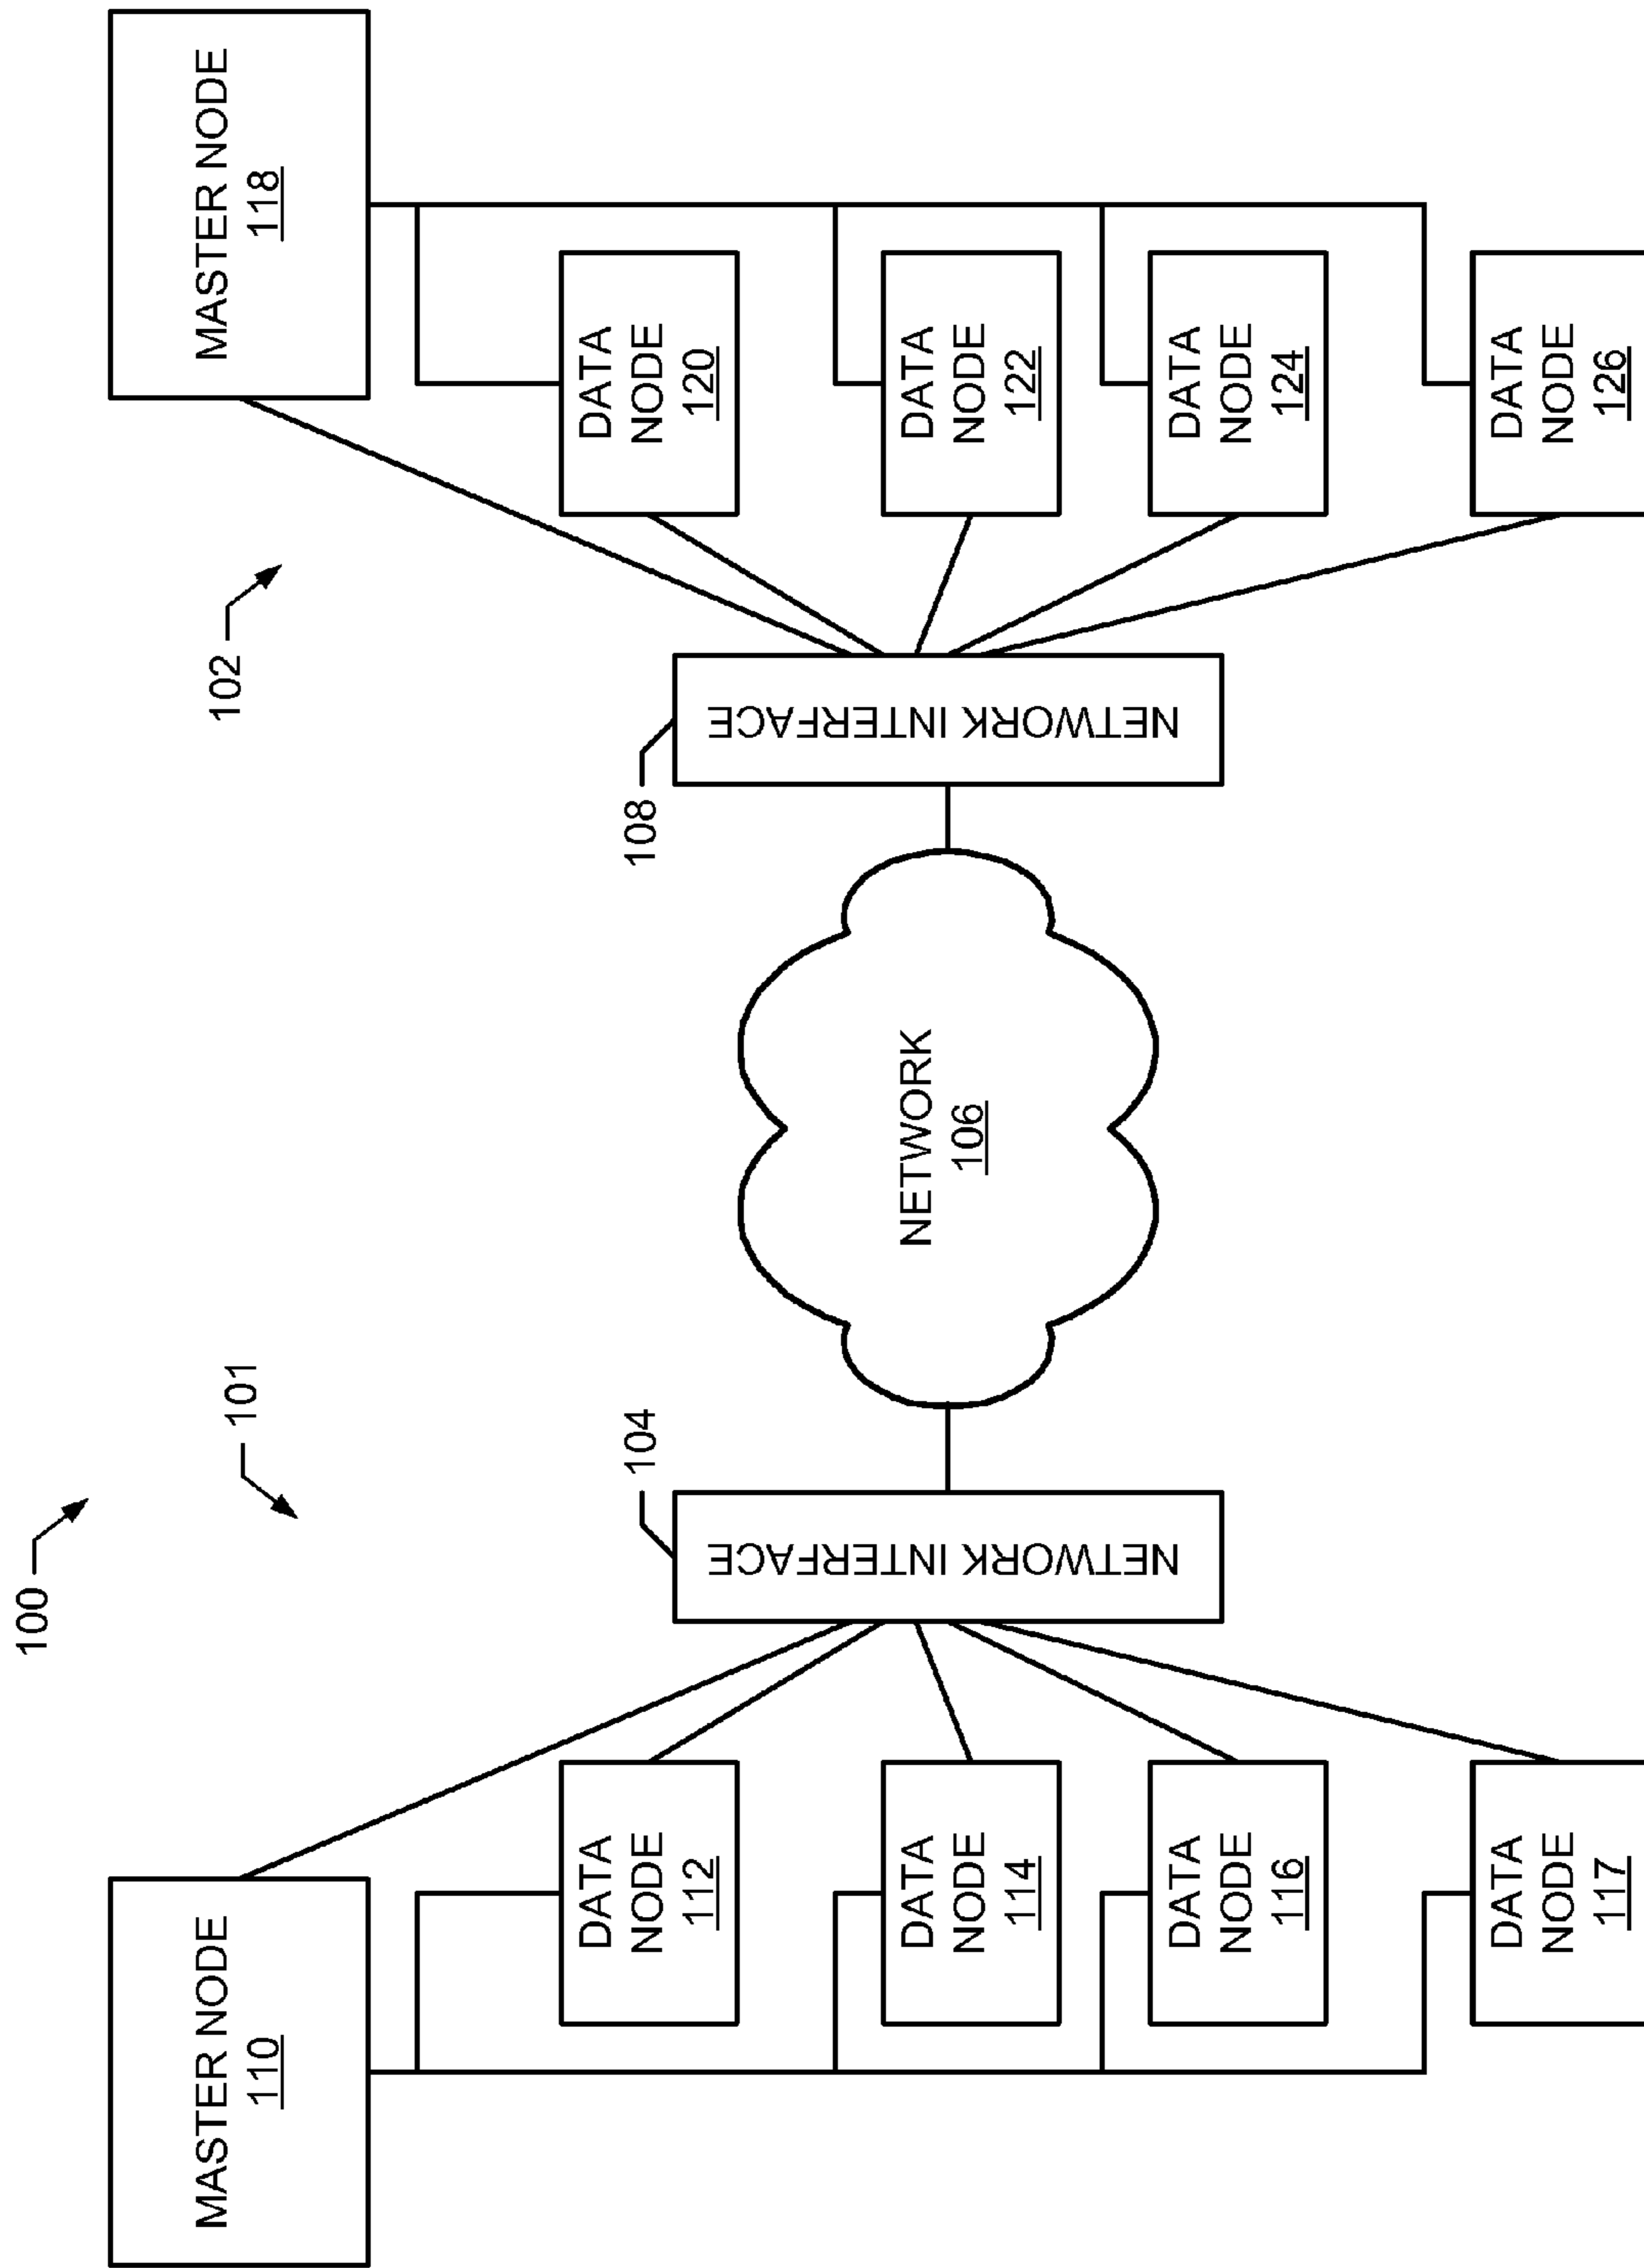 100
101
102
MASTER NODE
110
MASTER NODE
118
104
108
NETWORK INTERFACE
NETWORK
106
NETWORK INTERFACE
DATA
NODE
112
DATA
NODE
120
DATA
NODE
114
DATA
NODE
122
DATA
NODE
116
DATA
NODE
124
DATA
NODE
117
DATA
NODE
126